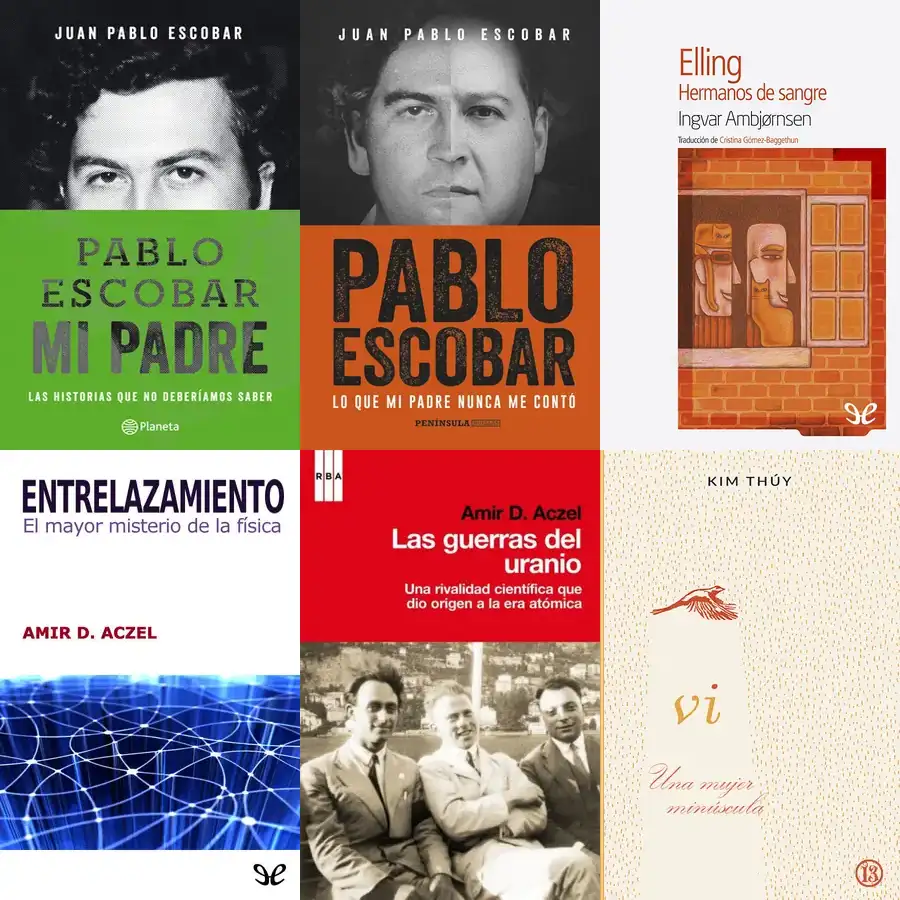 JUAN PABLO ESCOBAR
PABLO
ESCOBAR
MI PADRE
LAS HISTORIAS QUE NO DEBERÍAMOS SABER
Planeta
JUAN PABLO ESCOBAR
PABLO
ESCOBAR
LO QUE MI PADRE NUNCA ME CONTÓ
PENÍNSULA
Elling
Hermanos de sangre
Ingvar Ambjørnsen
Traducción de Cristina Gómez-Baggethun
ENTRELAZAMIENTO
El mayor misterio de la física
AMIR D. ACZEL
RBA
Amir D. Aczel
Las guerras del
uranio
Una rivalidad científica que
dio origen a la era atómica
KIM THÚY
vi
Una mujer
minúscula
13